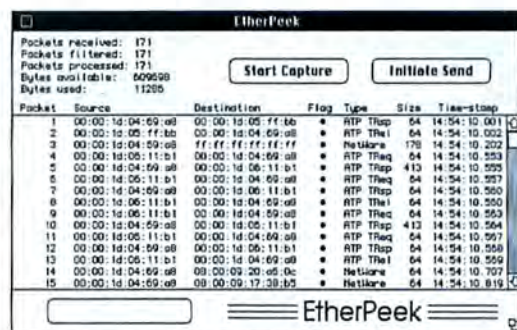 EtherPeek
Packets received: 171
Packets filtered: 171
Packets processed: 171
Bytes available: 609698
Bytes used: 11286
Start Capture
Initiate Send
Packet Source Destination Flag Type Size Time-stamp
1 00:00:1d:04:69:a8 00:00:1d:05:ff:bb • ATP TRsp 64 14:54:10.001
2 00:00:1d:05:ff:bb 00:00:1d:04:69:a8 • ATP TRel 64 14:54:10.002
3 00:00:1d:04:69:a8 ff:ff:ff:ff:ff:ff • NetWare 178 14:54:10.202
4 00:00:1d:06:11:b1 00:00:1d:04:69:a8 • ATP TReq 64 14:54:10.553
5 00:00:1d:04:69:a8 00:00:1d:06:11:b1 • ATP TRsp 413 14:54:10.555
6 00:00:1d:06:11:b1 00:00:1d:04:69:a8 • ATP TReq 64 14:54:10.557
7 00:00:1d:04:69:a8 00:00:1d:06:11:b1 • ATP TRsp 64 14:54:10.560
8 00:00:1d:06:11:b1 00:00:1d:04:69:a8 • ATP TRel 64 14:54:10.560
9 00:00:1d:06:11:b1 00:00:1d:04:69:a8 • ATP TReq 64 14:54:10.563
10 00:00:1d:04:69:a8 00:00:1d:06:11:b1 • ATP TRsp 413 14:54:10.564
11 00:00:1d:06:11:b1 00:00:1d:04:69:a8 • ATP TReq 64 14:54:10.567
12 00:00:1d:04:69:a8 00:00:1d:06:11:b1 • ATP TRsp 64 14:54:10.568
13 00:00:1d:06:11:b1 00:00:1d:04:69:a8 • ATP TRel 64 14:54:10.569
14 00:00:1d:04:69:a8 08:00:09:20:a5:0c • NetWare 64 14:54:10.707
15 00:00:1d:04:69:a8 08:00:09:17:38:b5 • NetWare 64 14:54:10.819
EtherPeek